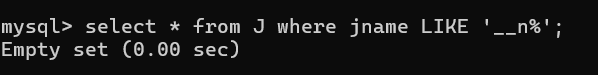 mysql> select * from J where jname LIKE '__n%';
Empty set (0.00 sec)